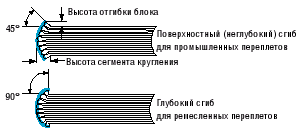 Высота отгибки блока
45°
Поверхностный (неглубокий) сгиб
для промышленных переплетов
Высота сегмента кругления
90°
Глубокий сгиб
для ремесленных переплетов